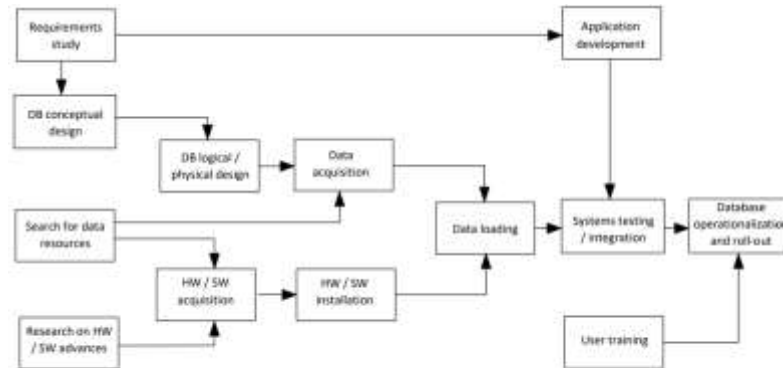 Requirements
study
Application
development
DB conceptual
design
DB logical /
physical design
Data
acquisition
Search for data
resources
Data loading
Systems testing
/ integration
Database
operationalization
and roll-out
HW / SW
acquisition
HW / SW
installation
Research on HW
/ SW advances
User training